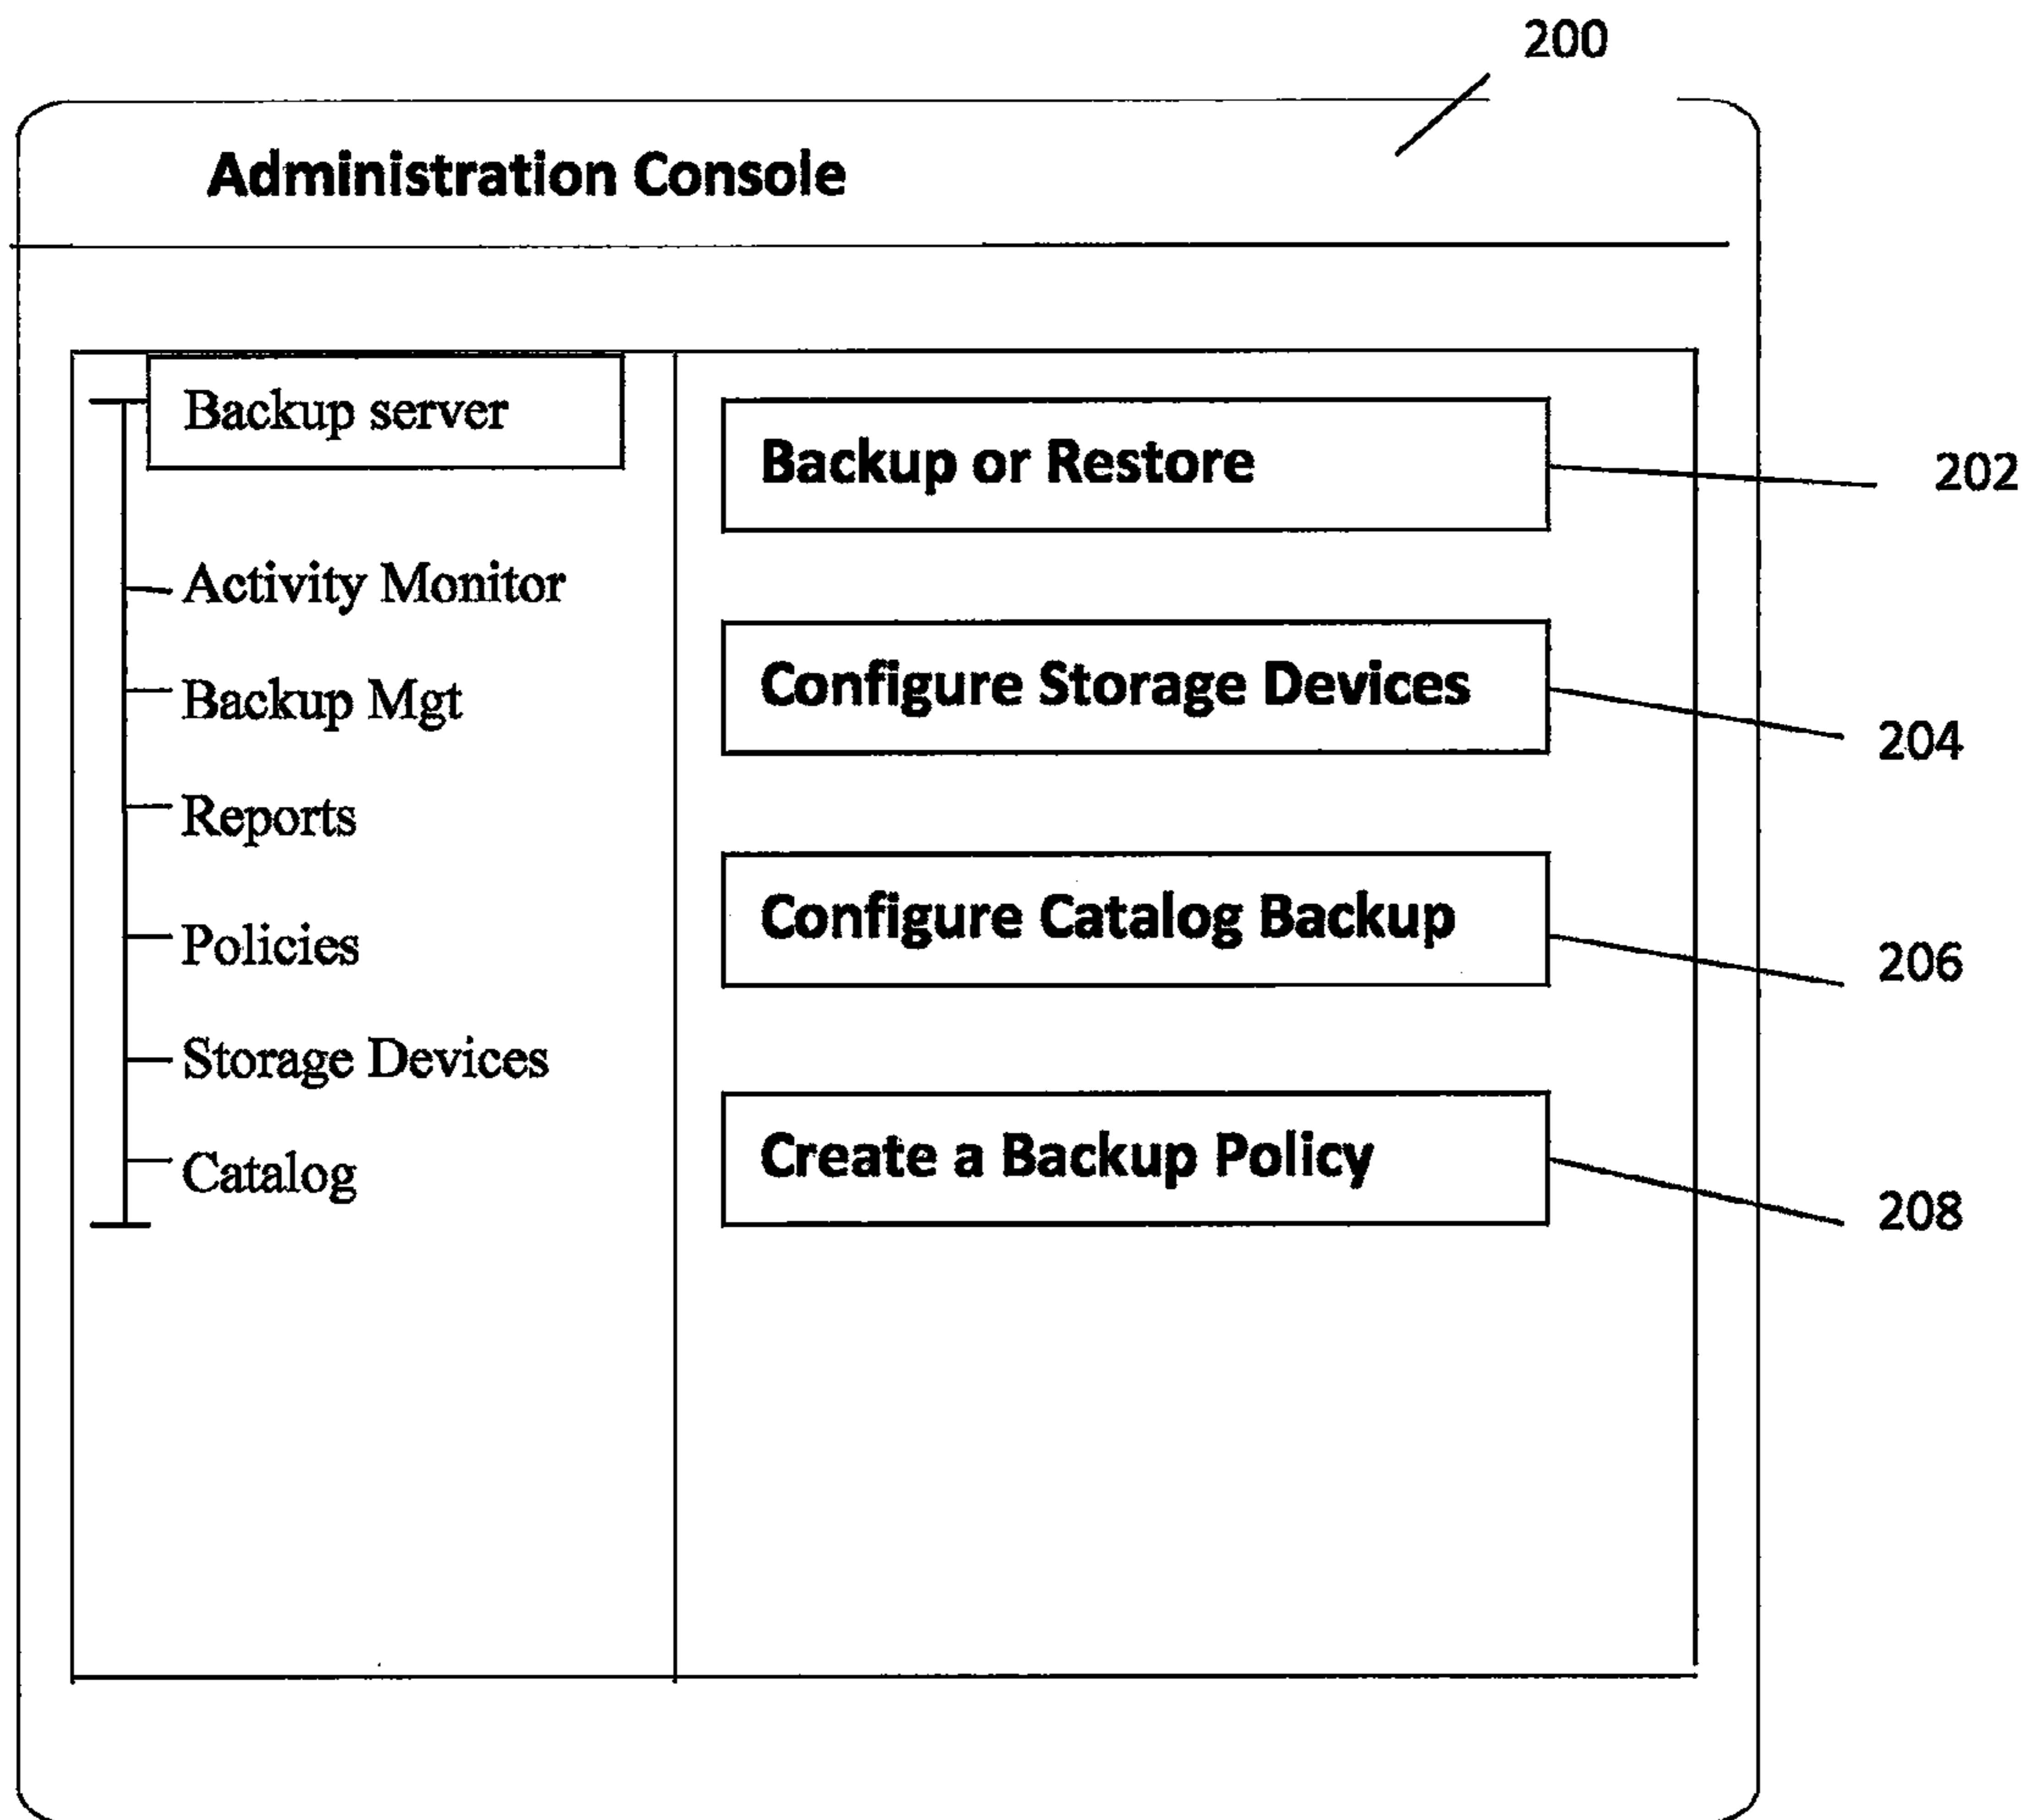 200
Administration Console
Backup server
Activity Monitor
Backup Mgt
Reports
Policies
Storage Devices
Catalog
Backup or Restore
202
Configure Storage Devices
204
Configure Catalog Backup
206
Create a Backup Policy
208